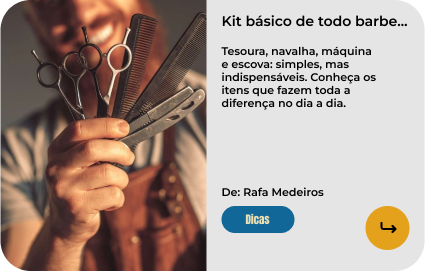 Kit básico de todo barbe...
Tesoura, navalha, máquina
e escova: simples, mas
indispensáveis. Conheça os
itens que fazem toda a
diferença no dia a dia.
De: Rafa Medeiros
Dicas